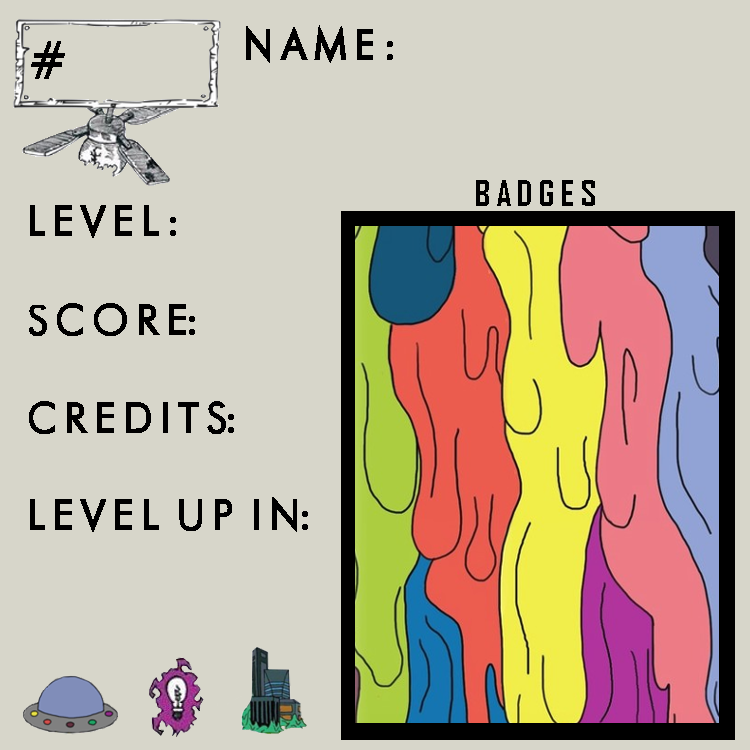 #
NAME:
BADGES
LEVEL:
SCORE:
CREDITS:
LEVEL UP IN: